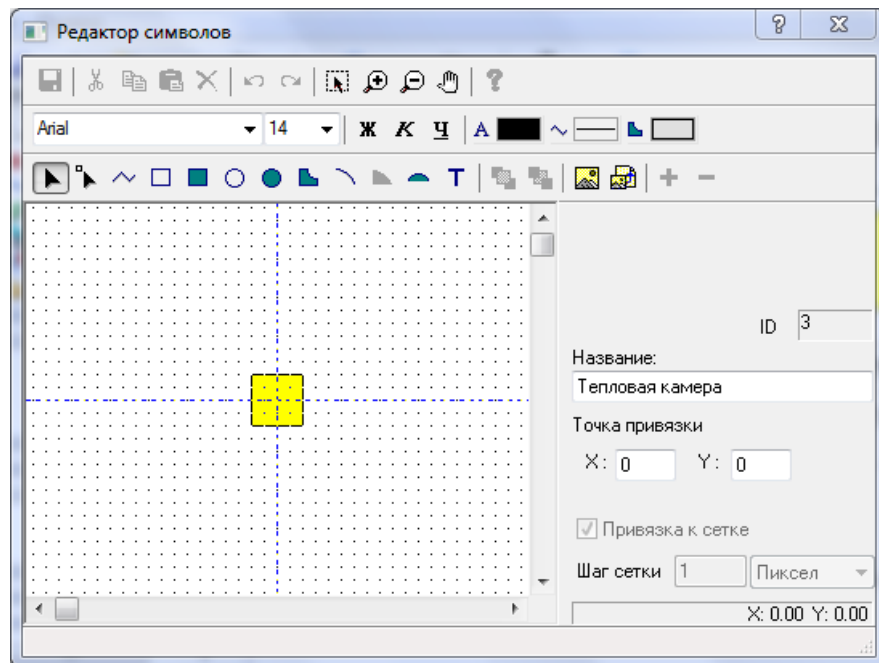 Редактор символов
Arial 14 Ж К Ч А
T
ID 3
Название:
Тепловая камера
Точка привязки
X: 0 Y: 0
Привязка к сетке
Шаг сетки 1 Пиксел
X: 0.00 Y: 0.00